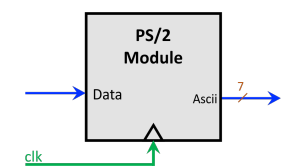 PS/2
Module
7
Data
Ascii
clk